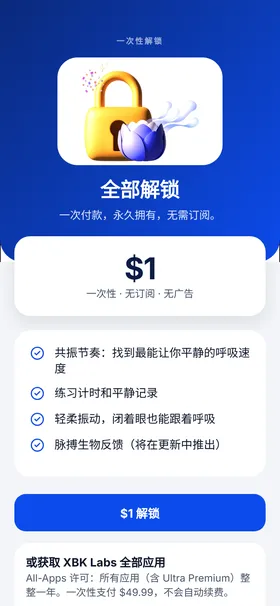 一次性解锁
全部解锁
一次付款，永久拥有，无需订阅。
$1
一次性 · 无订阅 · 无广告
共振节奏：找到最能让你平静的呼吸速
度
练习计时和平静记录
轻柔振动，闭着眼也能跟着呼吸
脉搏生物反馈（将在更新中推出）
$1 解锁
或获取 XBK Labs 全部应用
All-Apps 许可：所有应用（含 Ultra Premium）整
整一年。一次性支付 $49.99，不会自动续费。